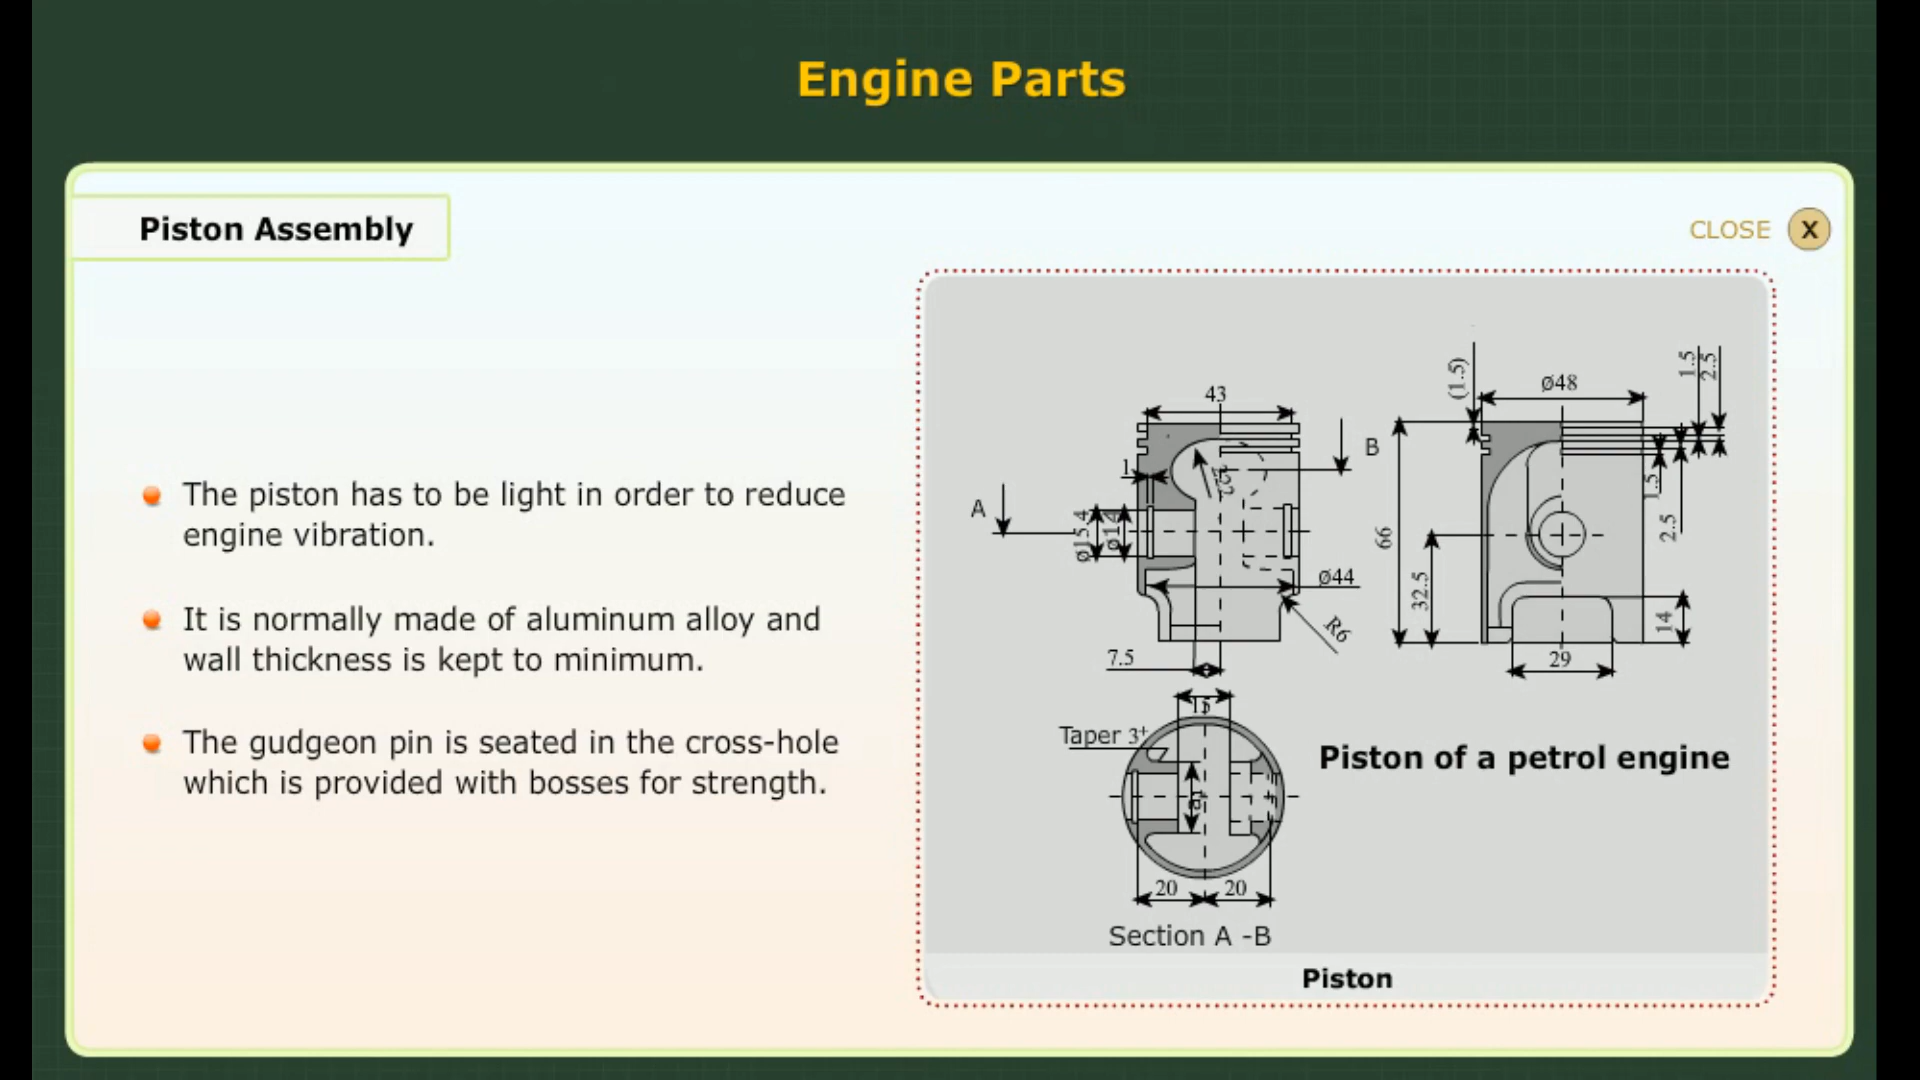 Engine Parts
Piston Assembly
CLOSE X
The piston has to be light in order to reduce
engine vibration.
It is normally made of aluminum alloy and
wall thickness is kept to minimum.
The gudgeon pin is seated in the cross-hole
which is provided with bosses for strength.
43
B
1
A
ø15.4
ø14
ø44
R6
7.5
(1.5)
ø48
1.5
2.5
1.5
2.5
66
32.5
14
29
15
Taper 3
20
20
Section A -B
Piston of a petrol engine
Piston